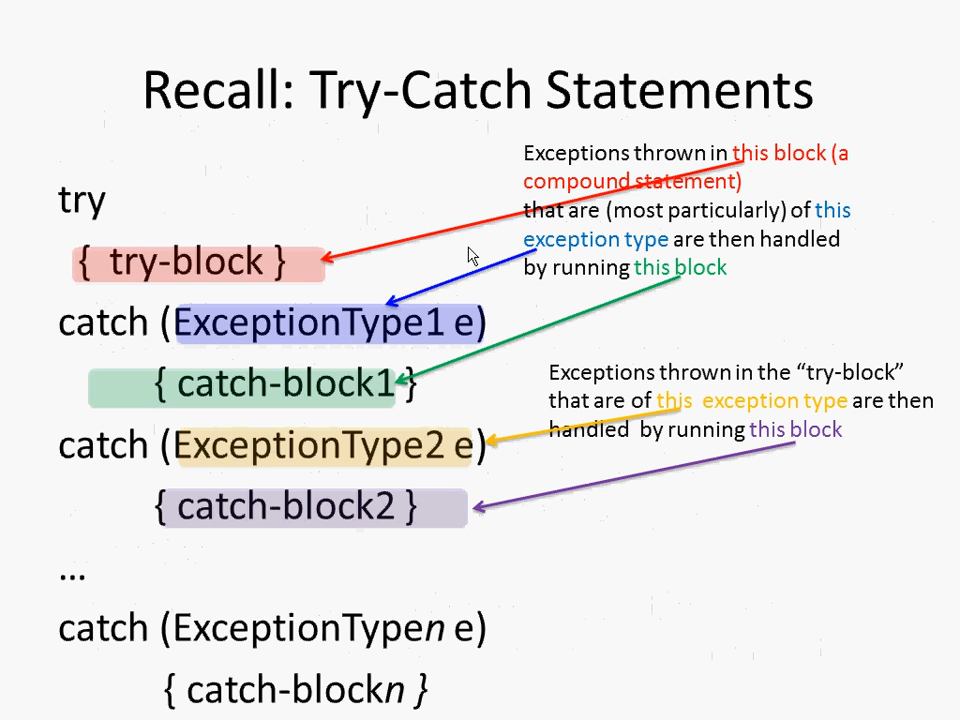 Recall: Try-Catch Statements
try
{ try-block }
catch (ExceptionType1 e)
{ catch-block1 }
catch (ExceptionType2 e)
{ catch-block2 }
...
catch (ExceptionTypen e)
{ catch-blockn }
Exceptions thrown in this block (a
compound statement)
that are (most particularly) of this
exception type are then handled
by running this block
Exceptions thrown in the “try-block”
that are of this exception type are then
handled by running this block